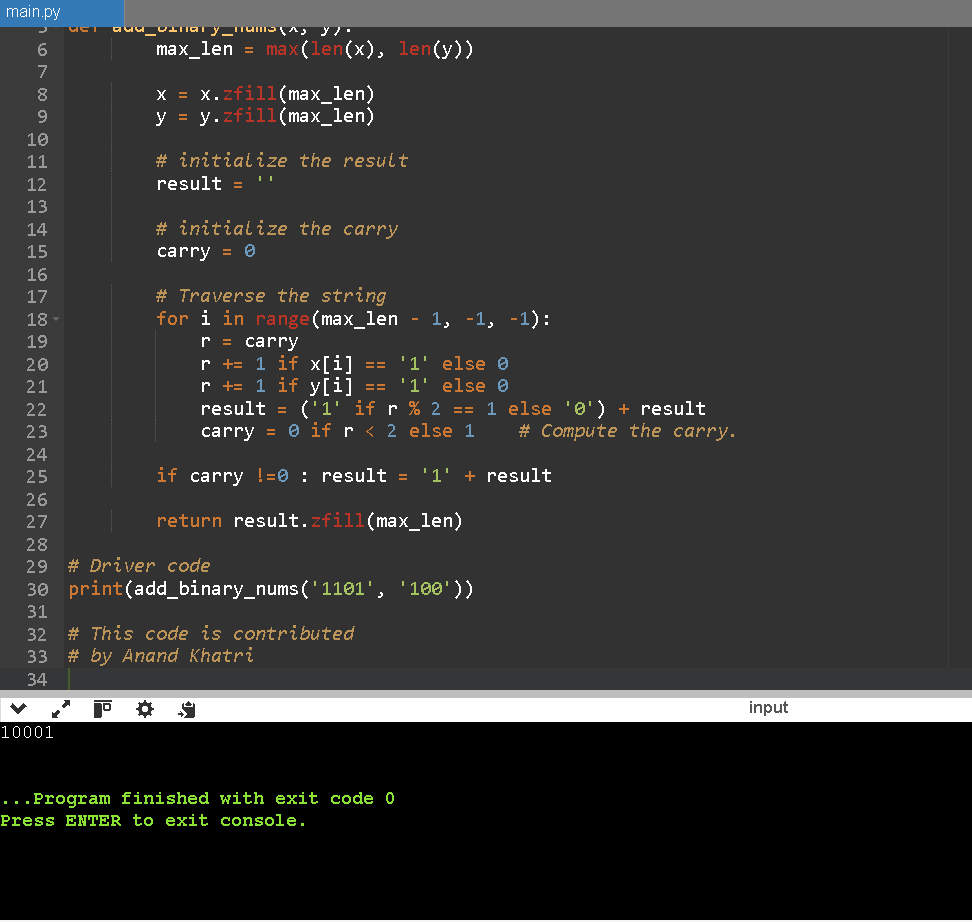 main.py
5 def add_binary_nums(x, y):
6 max_len = max(len(x), len(y))
7
8 x = x.zfill(max_len)
9 y = y.zfill(max_len)
10
11 # initialize the result
12 result = ''
13
14 # initialize the carry
15 carry = 0
16
17 # Traverse the string
18 for i in range(max_len - 1, -1, -1):
19 r = carry
20 r += 1 if x[i] == '1' else 0
21 r += 1 if y[i] == '1' else 0
22 result = ('1' if r % 2 == 1 else '0') + result
23 carry = 0 if r < 2 else 1 # Compute the carry.
24
25 if carry !=0 : result = '1' + result
26
27 return result.zfill(max_len)
28
29 # Driver code
30 print(add_binary_nums('1101', '100'))
31
32 # This code is contributed
33 # by Anand Khatri
34
input
10001
...Program finished with exit code 0
Press ENTER to exit console.